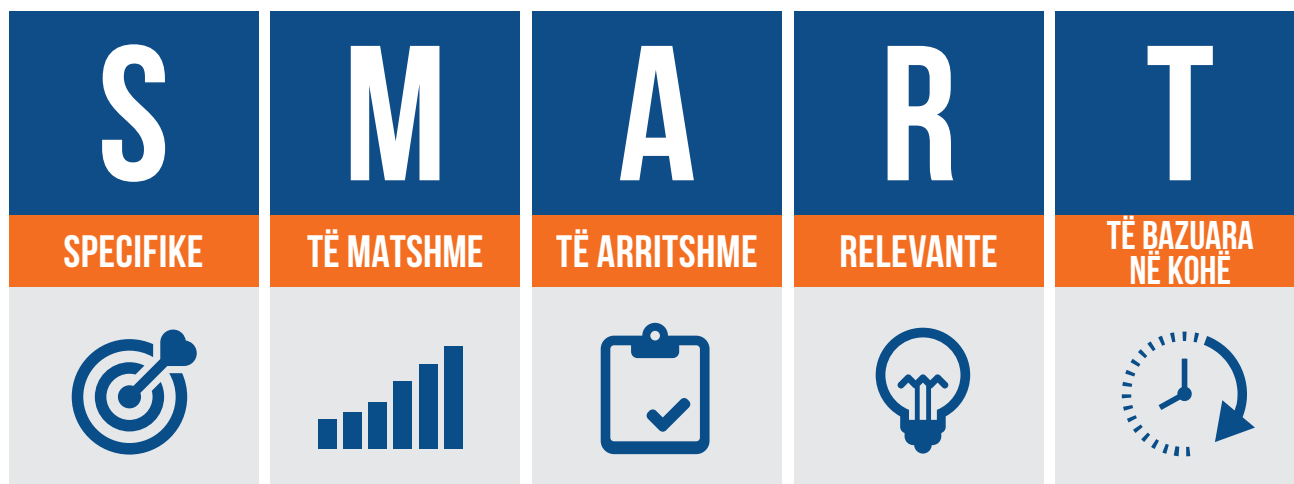 S M A R T
SPECIFIKE
TË MATSHME
TË ARRITSHME
RELEVANTE
TË BAZUARA
NË KOHË